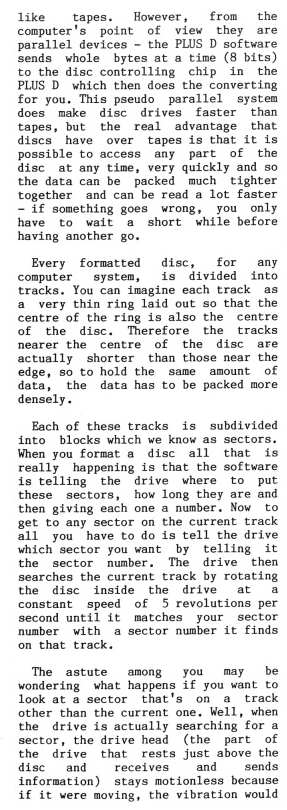 like tapes. However, from the
computer's point of view they are
parallel devices - the PLUS D software
sends whole bytes at a time (8 bits)
to the disc controlling chip in the
PLUS D which then does the converting
for you. This pseudo parallel system
does make disc drives faster than
tapes, but the real advantage that
discs have over tapes is that it is
possible to access any part of the
disc at any time, very quickly and so
the data can be packed much tighter
together and can be read a lot faster
- if something goes wrong, you only
have to wait a short while before
having another go.
Every formatted disc, for any
computer system, is divided into
tracks. You can imagine each track as
a very thin ring laid out so that the
centre of the ring is also the centre
of the disc. Therefore the tracks
nearer the centre of the disc are
actually shorter than those near the
edge, so to hold the same amount of
data, the data has to be packed more
densely.
Each of these tracks is subdivided
into blocks which we know as sectors.
When you format a disc all that is
really happening is that the software
is telling the drive where to put
these sectors, how long they are and
then giving each one a number. Now to
get to any sector on the current track
all you have to do is tell the drive
which sector you want by telling it
the sector number. The drive then
searches the current track by rotating
the disc inside the drive at a
constant speed of 5 revolutions per
second until it matches your sector
number with a sector number it finds
on that track.
The astute among you may be
wondering what happens if you want to
look at a sector that's on a track
other than the current one. Well, when
the drive is actually searching for a
sector, the drive head (the part of
the drive that rests just above the
disc and receives and sends
information) stays motionless because
if it were moving, the vibration would